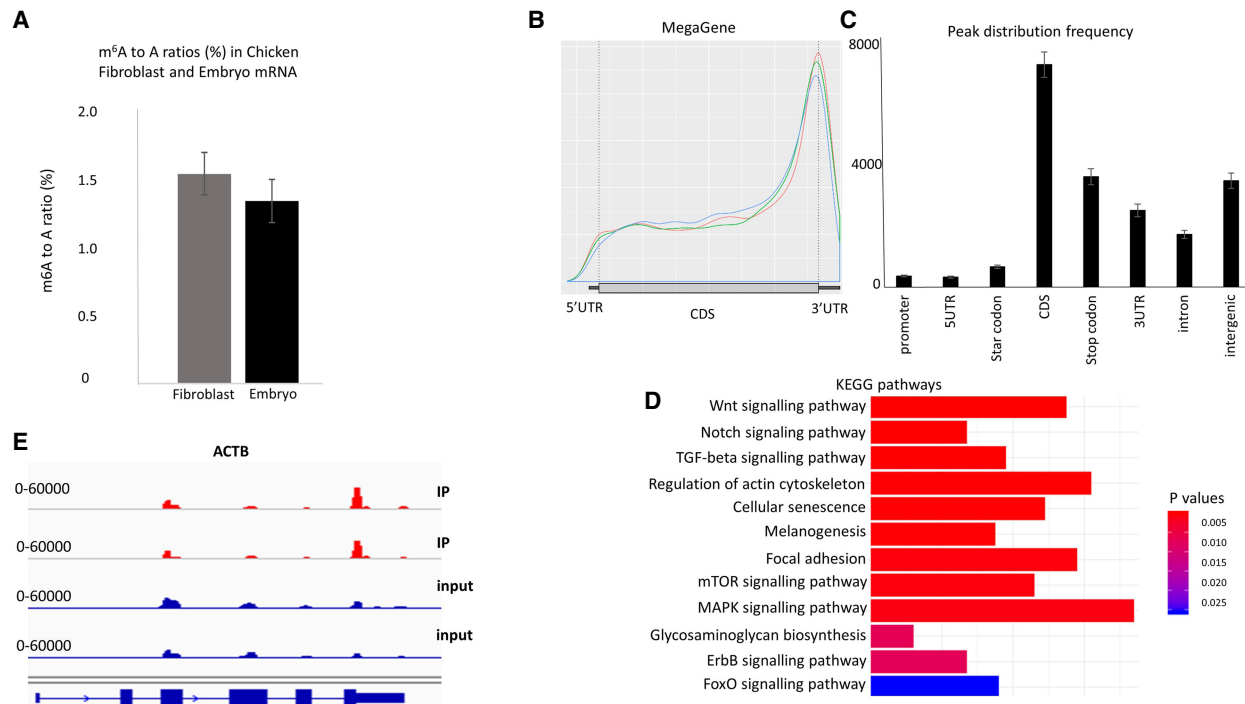 A
m⁶A to A ratios (%) in Chicken
Fibroblast and Embryo mRNA
m6A to A ratio (%)
2.0
1.5
1.0
0.5
0
Fibroblast
Embryo
B
MegaGene
5’UTR
CDS
3’UTR
C
Peak distribution frequency
8000
4000
0
promoter
5UTR
Star codon
CDS
Stop codon
3UTR
intron
intergenic
D
KEGG pathways
Wnt signalling pathway
Notch signaling pathway
TGF-beta signalling pathway
Regulation of actin cytoskeleton
Cellular senescence
Melanogenesis
Focal adhesion
mTOR signalling pathway
MAPK signalling pathway
Glycosaminoglycan biosynthesis
ErbB signalling pathway
FoxO signalling pathway
P values
0.005
0.010
0.015
0.020
0.025
E
ACTB
0-60000
IP
0-60000
IP
0-60000
input
0-60000
input